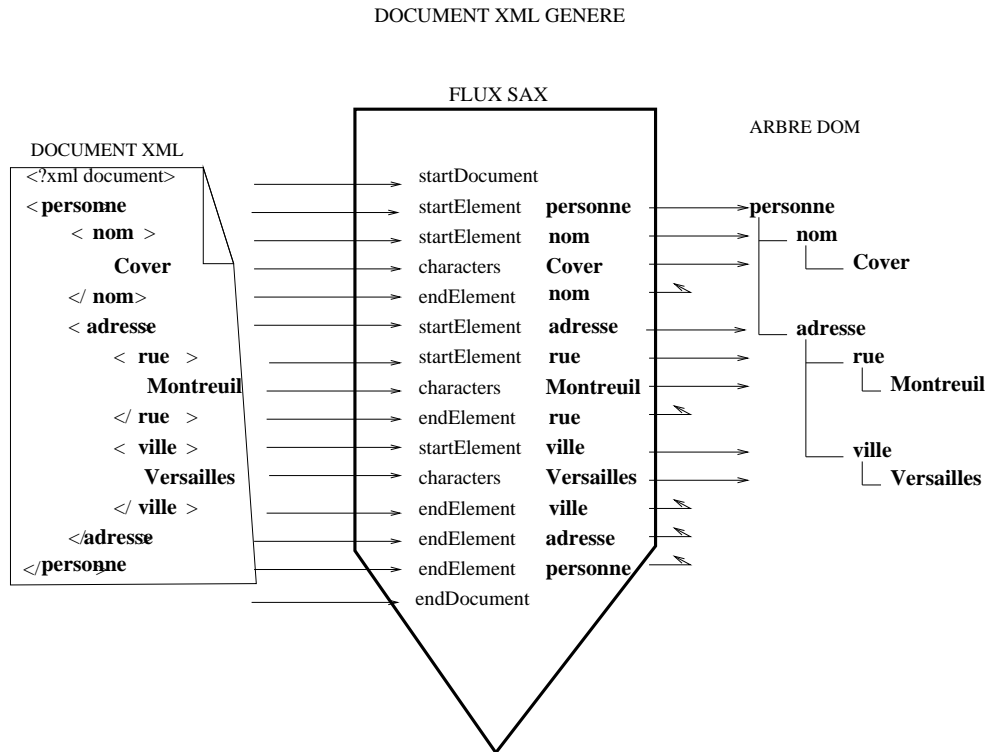 DOCUMENT XML GENERE
FLUX SAX
ARBRE DOM
DOCUMENT XML
<?xml document>
<personne>
< nom >
Cover
</ nom>
< adresse>
< rue >
Montreuil
</ rue >
< ville >
Versailles
</ ville >
</adresse>
</personne>
startDocument
startElement personne
startElement nom
characters Cover
endElement nom
startElement adresse
startElement rue
characters Montreuil
endElement rue
startElement ville
characters Versailles
endElement ville
endElement adresse
endElement personne
endDocument
personne
nom
Cover
adresse
rue
Montreuil
ville
Versailles